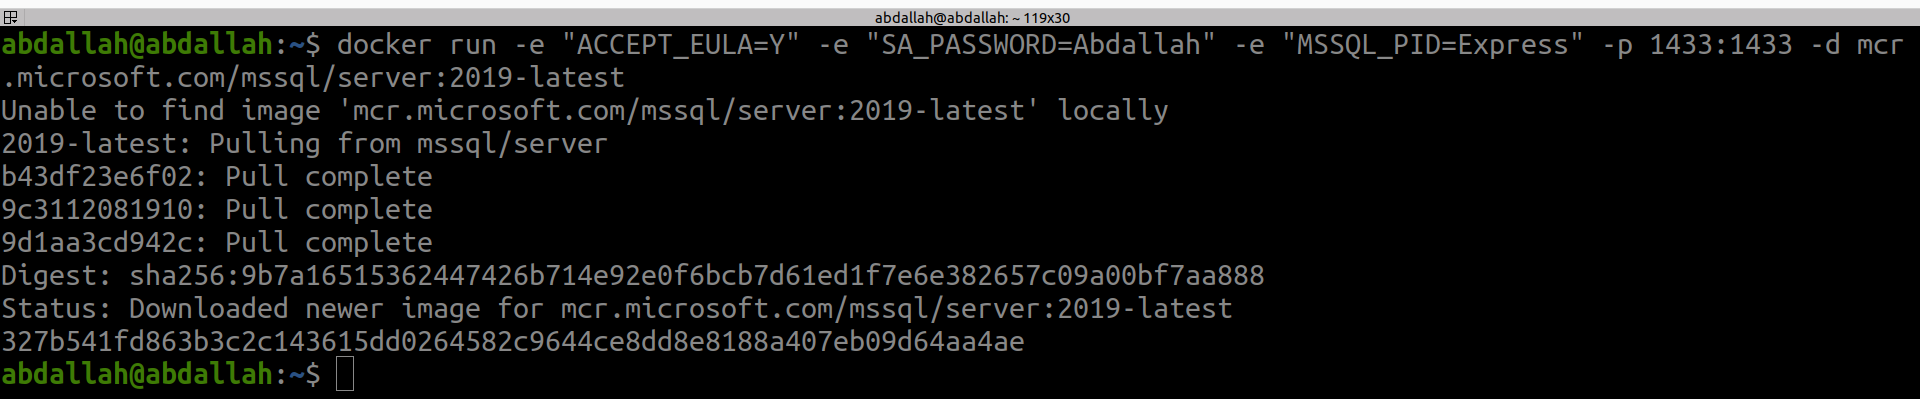 abdallah@abdallah: ~ 119x30
abdallah@abdallah:~$ docker run -e "ACCEPT_EULA=Y" -e "SA_PASSWORD=Abdallah" -e "MSSQL_PID=Express" -p 1433:1433 -d mcr
.microsoft.com/mssql/server:2019-latest
Unable to find image 'mcr.microsoft.com/mssql/server:2019-latest' locally
2019-latest: Pulling from mssql/server
b43df23e6f02: Pull complete
9c3112081910: Pull complete
9d1aa3cd942c: Pull complete
Digest: sha256:9b7a16515362447426b714e92e0f6bcb7d61ed1f7e6e382657c09a00bf7aa888
Status: Downloaded newer image for mcr.microsoft.com/mssql/server:2019-latest
327b541fd863b3c2c143615dd0264582c9644ce8dd8e8188a407eb09d64aa4ae
abdallah@abdallah:~$